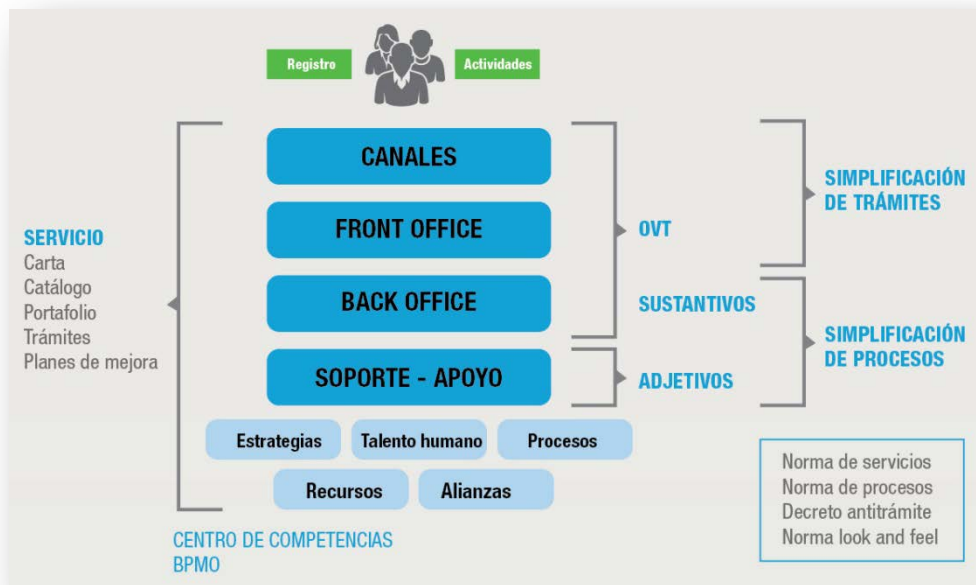 Registro
Actividades
CANALES
FRONT OFFICE
BACK OFFICE
SOPORTE - APOYO
Estrategias
Talento humano
Procesos
Recursos
Alianzas
SERVICIO
Carta
Catálogo
Portafolio
Trámites
Planes de mejora
CENTRO DE COMPETENCIAS
BPMO
OVT
SUSTANTIVOS
ADJETIVOS
SIMPLIFICACIÓN
DE TRÁMITES
SIMPLIFICACIÓN
DE PROCESOS
Norma de servicios
Norma de procesos
Decreto antitrámite
Norma look and feel